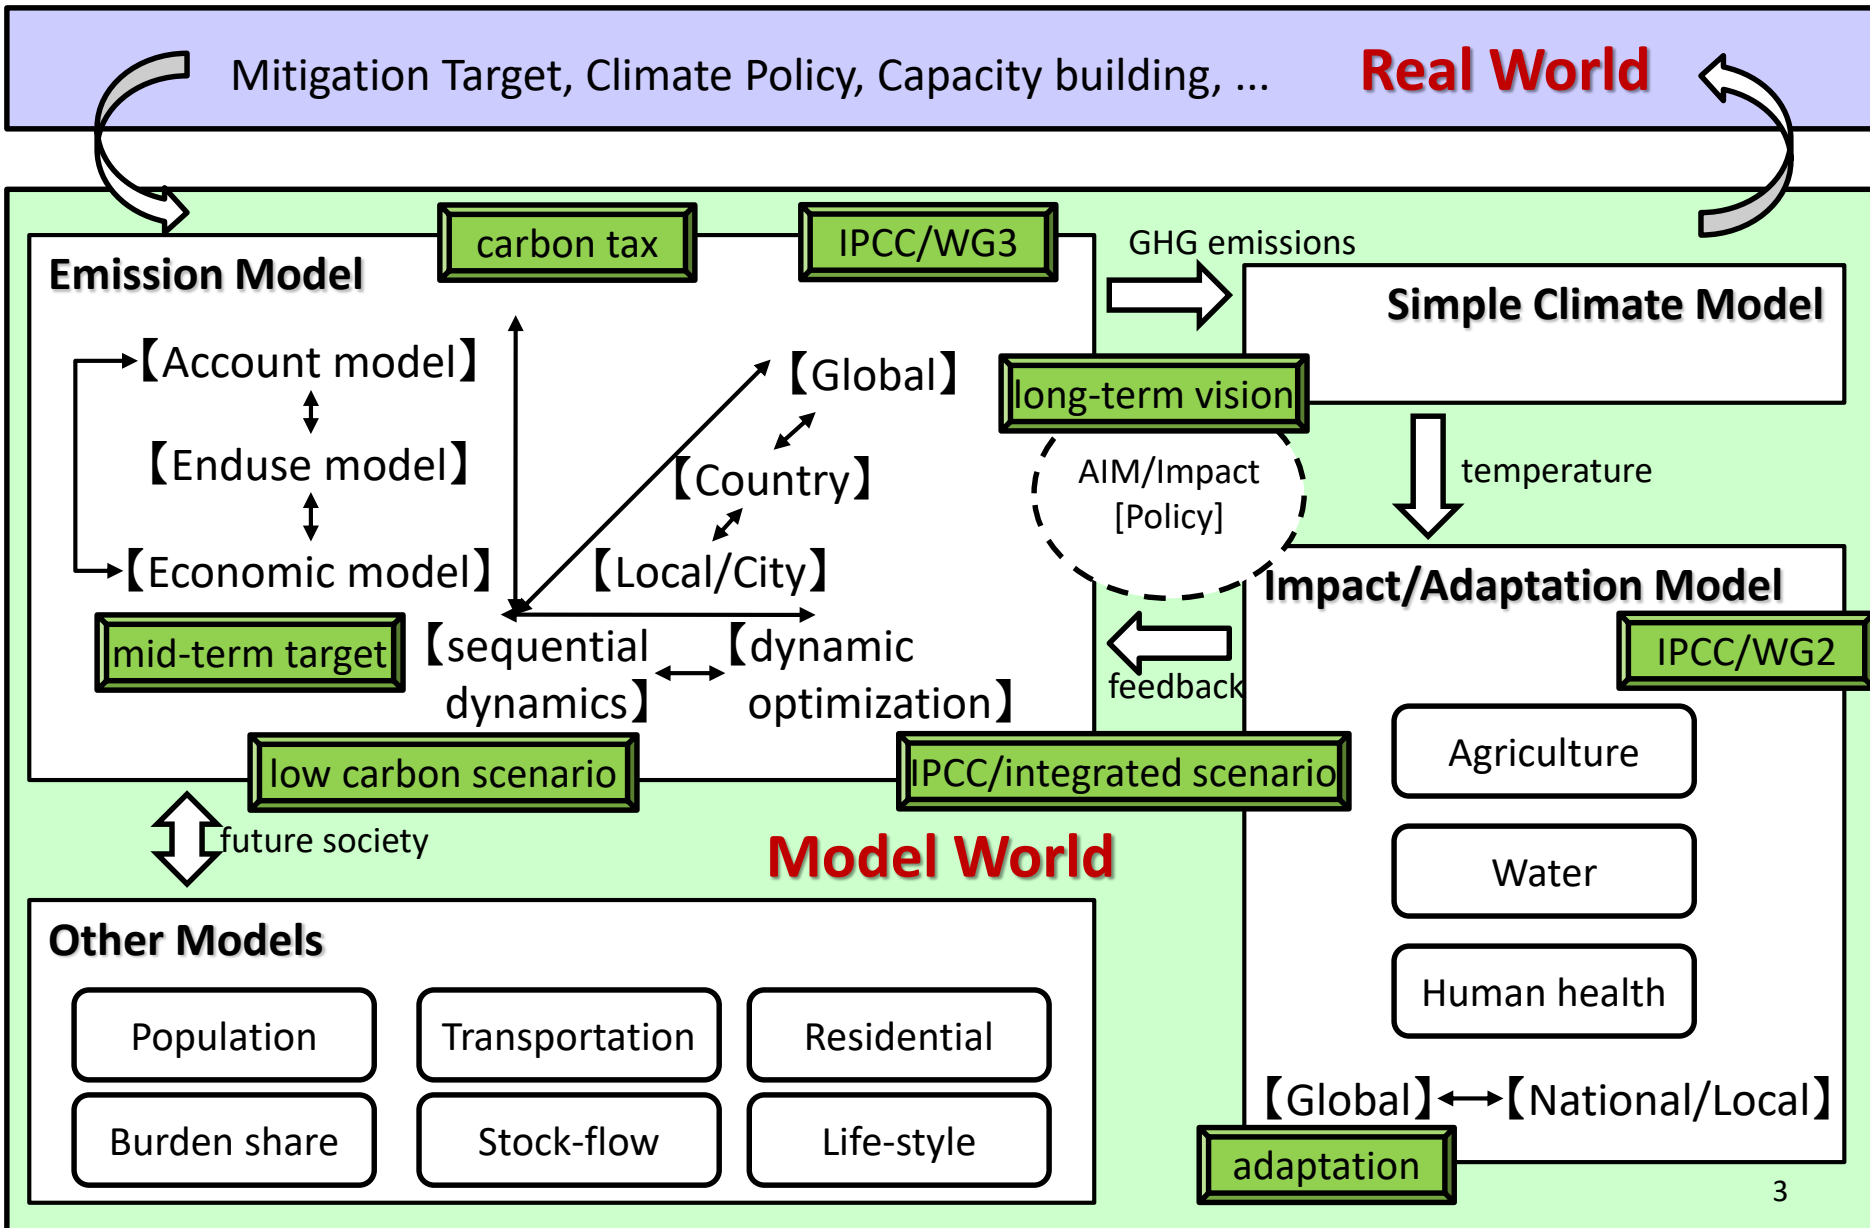 Mitigation Target, Climate Policy, Capacity building, ...
Real World
carbon tax
IPCC/WG3
GHG emissions
Emission Model
Simple Climate Model
【Account model】
【Global】
long-term vision
【Enduse model】
【Country】
AIM/Impact
[Policy]
temperature
【Economic model】
【Local/City】
Impact/Adaptation Model
mid-term target
【sequential
dynamics】
【dynamic
optimization】
feedback
IPCC/WG2
low carbon scenario
IPCC/integrated scenario
Agriculture
future society
Model World
Water
Other Models
Human health
Population
Transportation
Residential
Burden share
Stock-flow
Life-style
【Global】
【National/Local】
adaptation
3